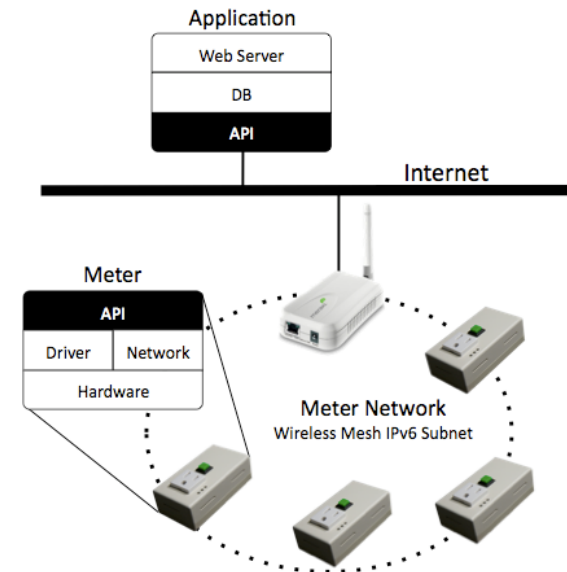 Application
Web Server
DB
API
Internet
Meter
API
Driver Network
Hardware
Meter Network
Wireless Mesh IPv6 Subnet